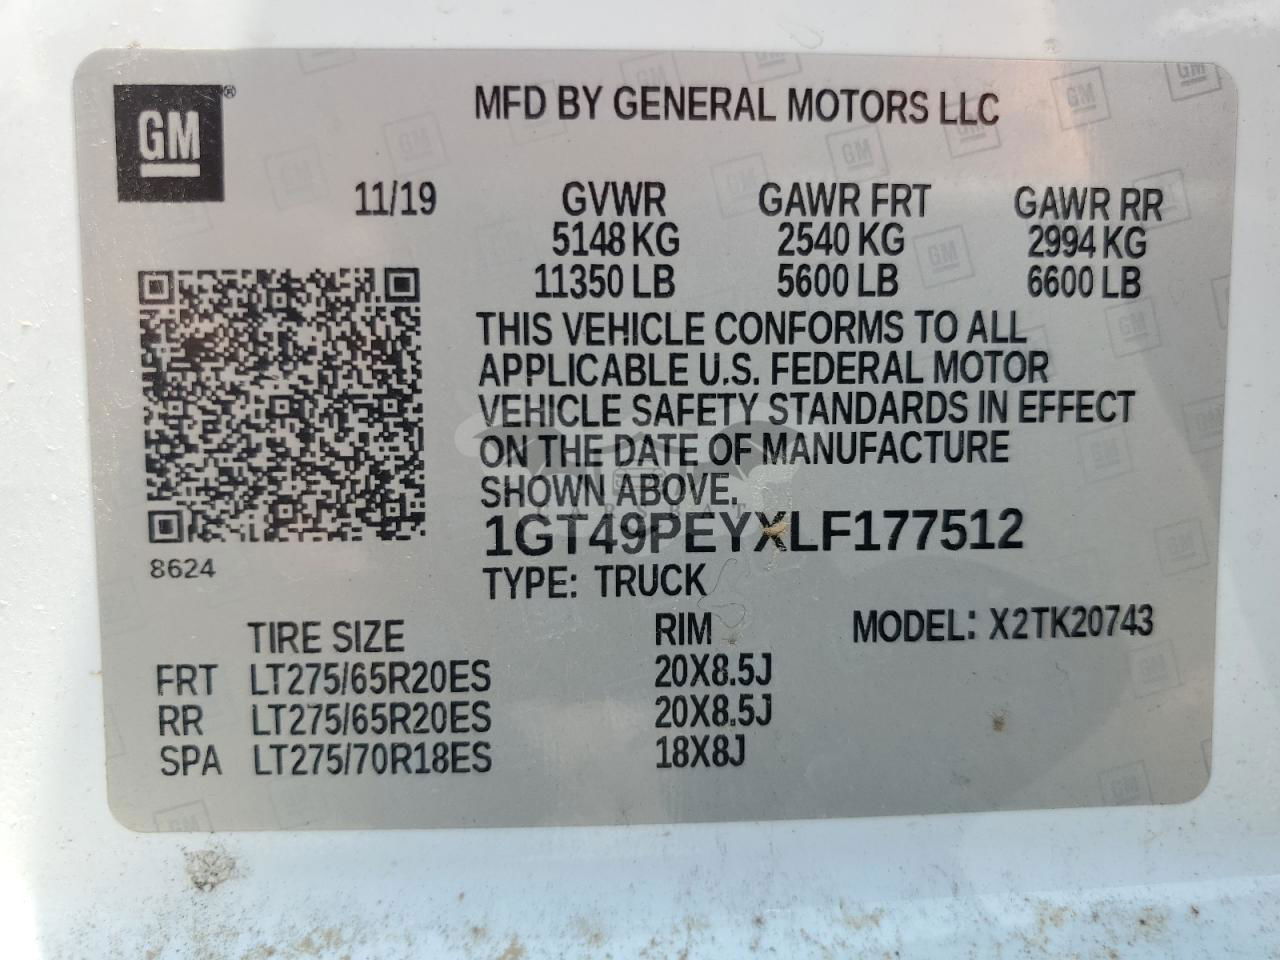 GM®
MFD BY GENERAL MOTORS LLC
11/19
GVWR GAWR FRT GAWR RR
5148 KG 2540 KG 2994 KG
11350 LB 5600 LB 6600 LB
THIS VEHICLE CONFORMS TO ALL
APPLICABLE U.S. FEDERAL MOTOR
VEHICLE SAFETY STANDARDS IN EFFECT
ON THE DATE OF MANUFACTURE
SHOWN ABOVE.
1GT49PEYXLF177512
8624
TYPE: TRUCK
TIRE SIZE RIM MODEL: X2TK20743
FRT LT275/65R20ES 20X8.5J
RR LT275/65R20ES 20X8.5J
SPA LT275/70R18ES 18X8J